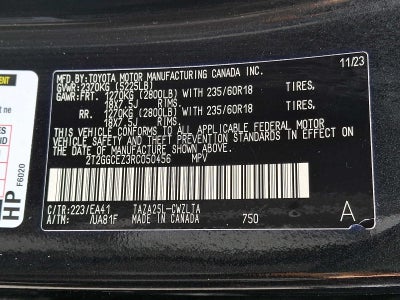 MFD.BY:TOYOTA MOTOR MANUFACTURING CANADA INC. 11/23
GVWR:2370KG(5225LB)
GAWR:FRT. 1270KG(2800LB)WITH 235/60R18 TIRES,
18X7.5J RIMS.
RR. 1270KG(2800LB)WITH 235/60R18 TIRES,
18X7.5J RIMS.
THIS VEHICLE CONFORMS TO ALL APPLICABLE FEDERAL MOTOR
VEHICLE SAFETY, BUMPER, AND THEFT PREVENTION STANDARDS
IN EFFECT ON THE DATE OF MANUFACTURE SHOWN ABOVE.
2T2GGCEZ3RC050456 MPV
C/TR:223/EA41 TAZA25L-CWZLTA
A/TM: /UA81F 750 A
MADE IN CANADA
HP
F6020